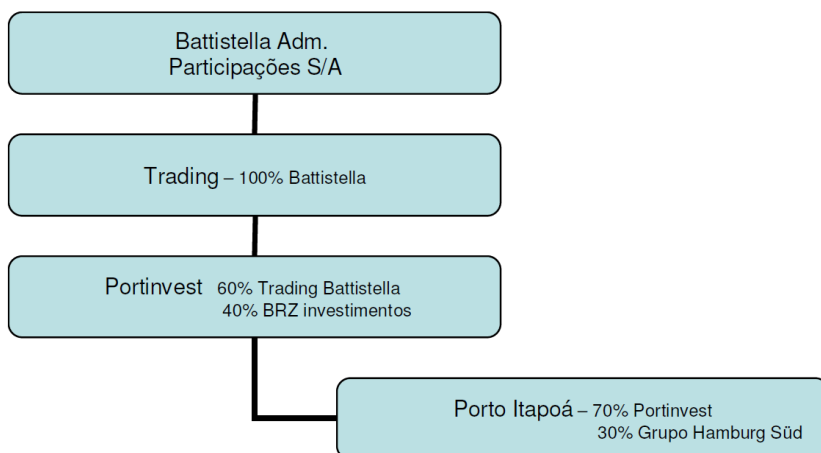 Battistella Adm.
Participações S/A
Trading – 100% Battistella
Portinvest 60% Trading Battistella
40% BRZ investimentos
Porto Itapoá – 70% Portinvest
30% Grupo Hamburg Süd